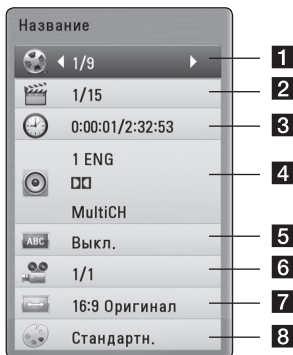 Название
1/9 1
1/15 2
0:00:01/2:32:53 3
1 ENG
4
MultiCH
ABC Выкл. 5
1/1 6
16:9 Оригинал 7
Стандартн. 8